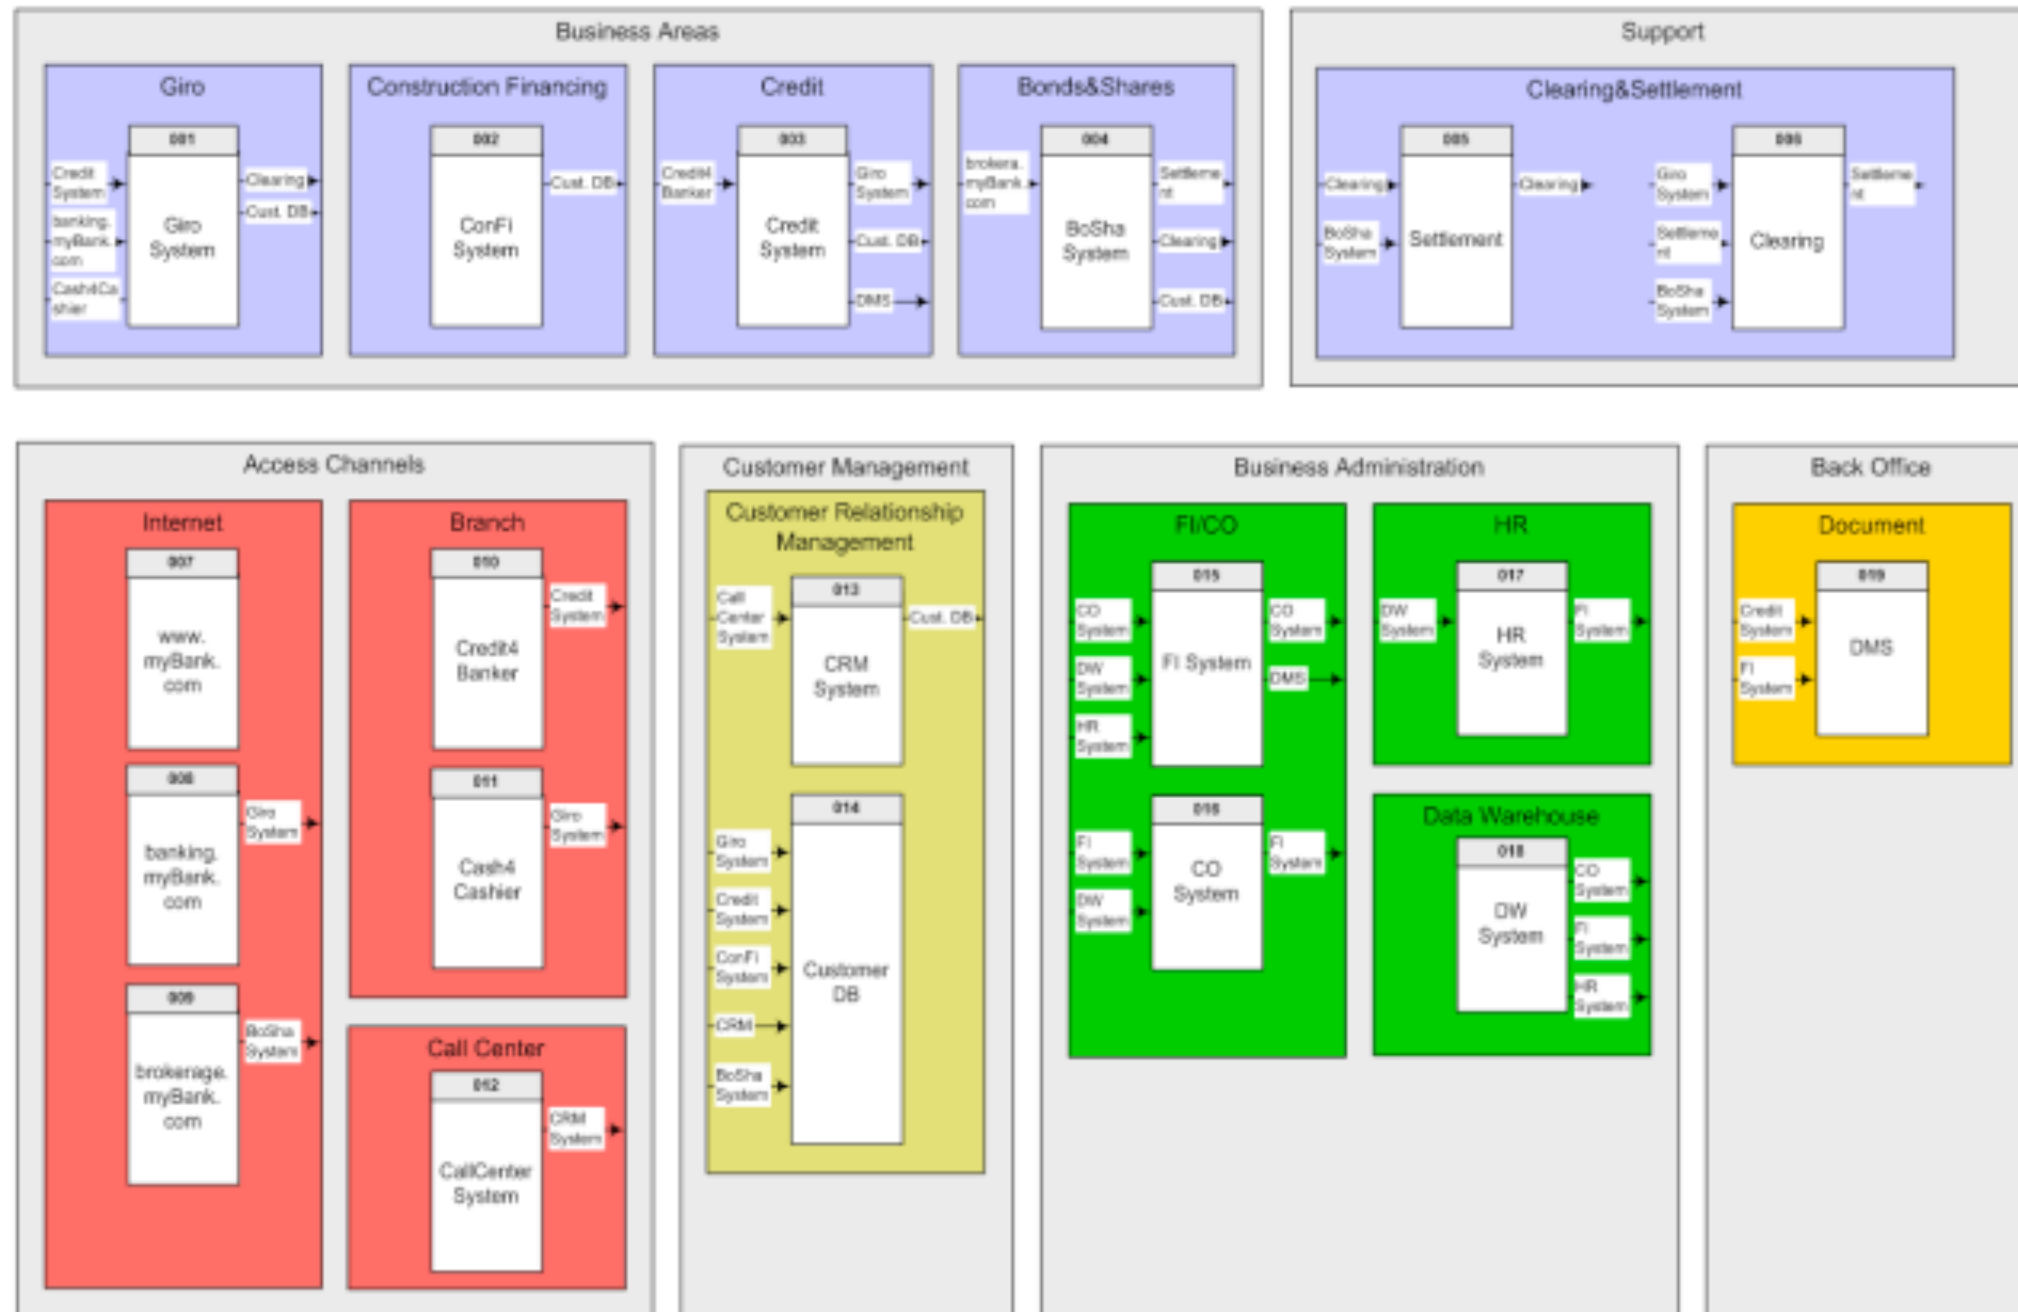 Business Areas
Giro
001
Giro
System
Credit
System
banking.
myBank.
com
Cash4Ca
shier
Clearing
Cust. DB
Construction Financing
002
ConFi
System
Cust. DB
Credit
003
Credit
System
Credit4
Banker
Giro
System
Cust. DB
DMS
Bonds&Shares
004
BoSha
System
brokera.
myBank.
com
Settleme
nt
Clearing
Cust. DB
Support
Clearing&Settlement
005
Settlement
Clearing
BoSha
System
Clearing
006
Clearing
Giro
System
Settleme
nt
BoSha
System
Settleme
nt
Access Channels
Internet
007
www.
myBank.
com
008
banking.
myBank.
com
Giro
System
009
brokerage.
myBank.
com
BoSha
System
Branch
010
Credit4
Banker
Credit
System
011
Cash4
Cashier
Giro
System
Call Center
012
CallCenter
System
CRM
System
Customer Management
Customer Relationship
Management
013
CRM
System
Call
Center
System
Cust. DB
014
Customer
DB
Giro
System
Credit
System
ConFi
System
CRM
BoSha
System
Business Administration
FI/CO
015
FI System
CO
System
DW
System
HR
System
CO
System
DMS
016
CO
System
FI
System
DW
System
FI
System
HR
017
HR
System
DW
System
FI
System
Data Warehouse
018
DW
System
CO
System
FI
System
HR
System
Back Office
Document
019
DMS
Credit
System
FI
System